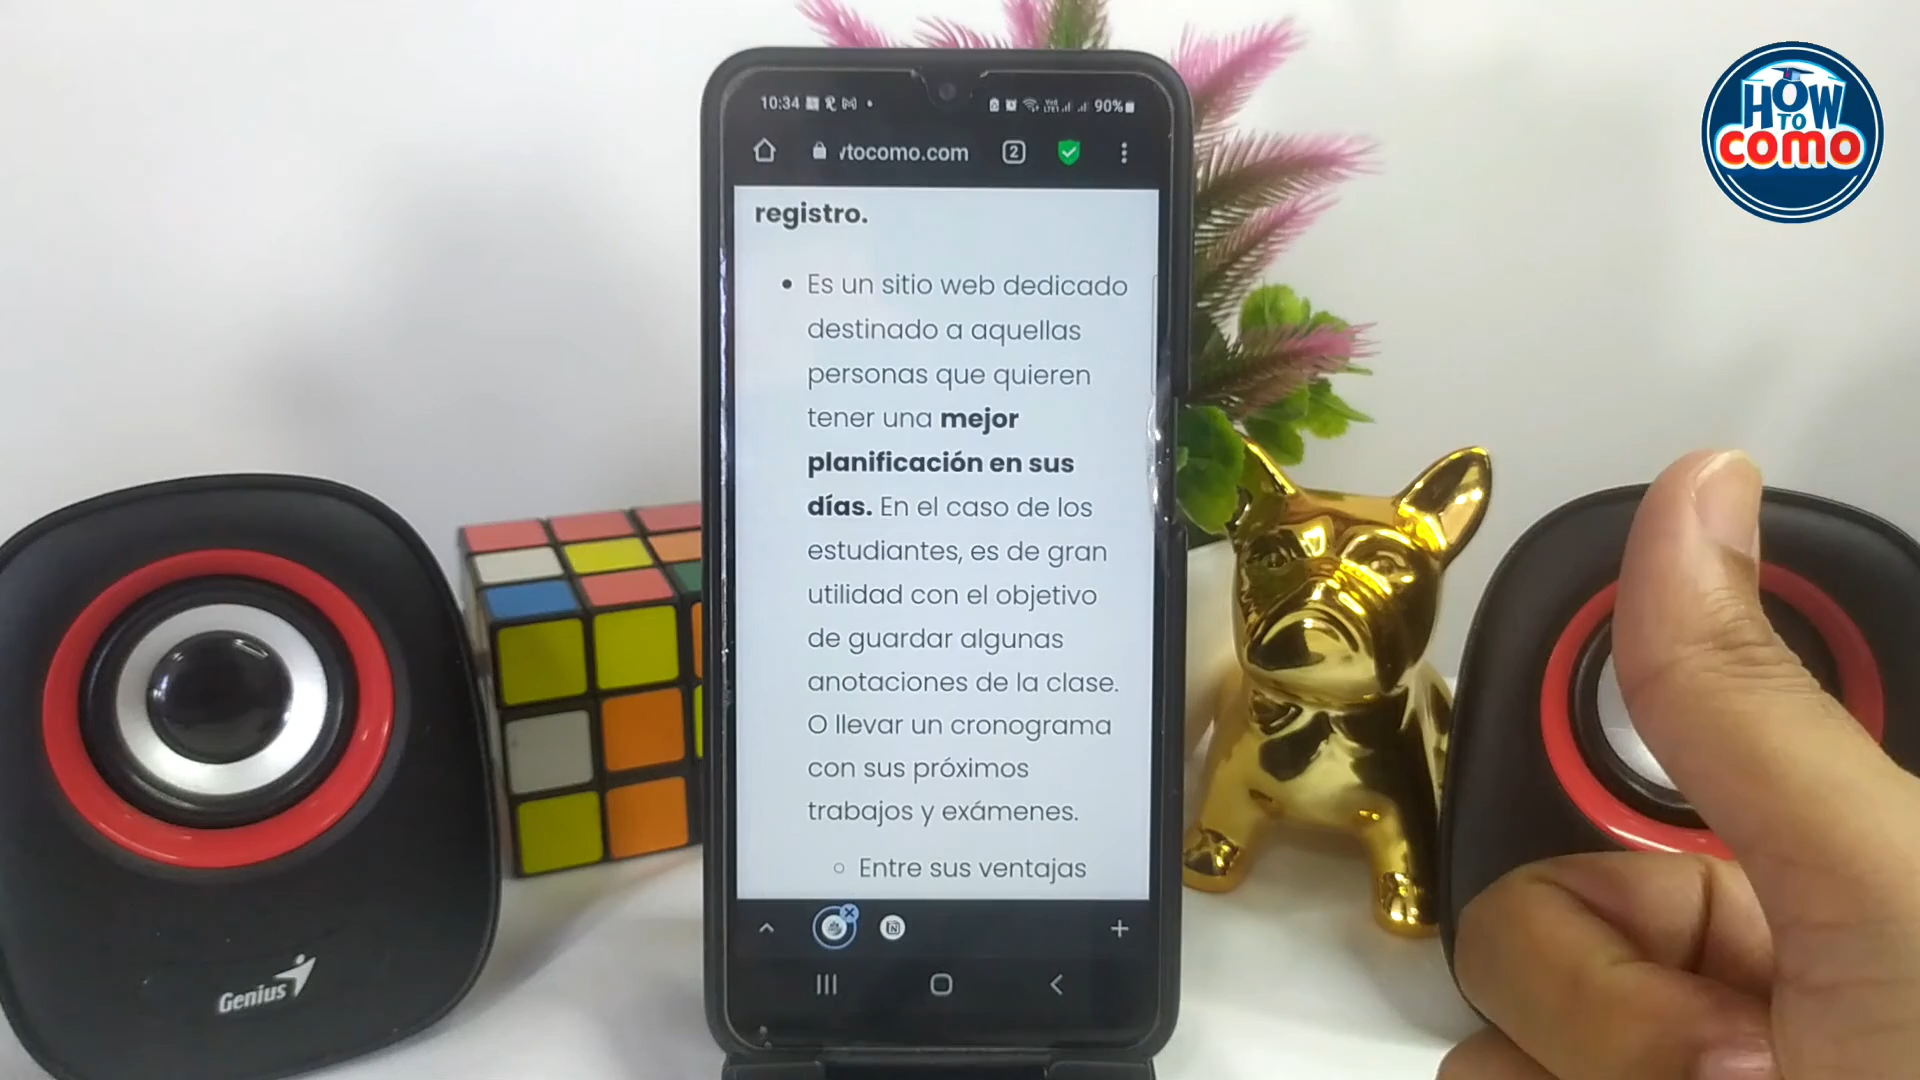 10:34
90%
vtocomo.com
2
registro.
• Es un sitio web dedicado
destinado a aquellas
personas que quieren
tener una mejor
planificación en sus
días. En el caso de los
estudiantes, es de gran
utilidad con el objetivo
de guardar algunas
anotaciones de la clase.
O llevar un cronograma
con sus próximos
trabajos y exámenes.
○ Entre sus ventajas
Genius
HOW
TO
COMO